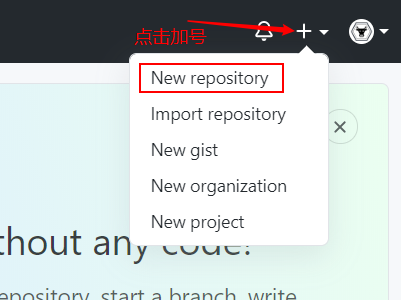 点击加号
New repository
Import repository
New gist
New organization
New project
thout any code!
repository, start a branch, write